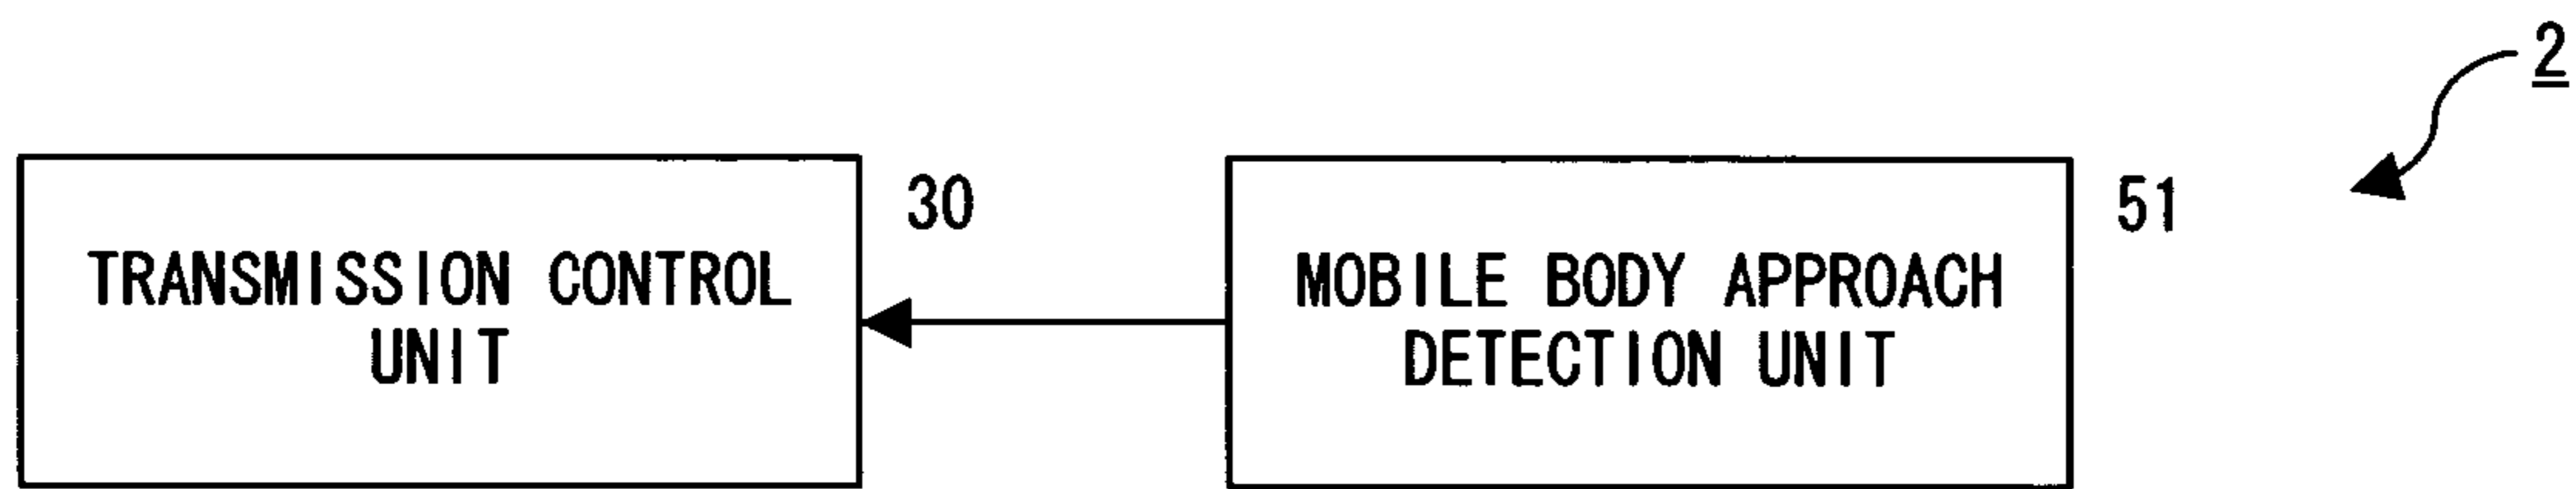 2
30
51
TRANSMISSION CONTROL
UNIT
MOBILE BODY APPROACH
DETECTION UNIT